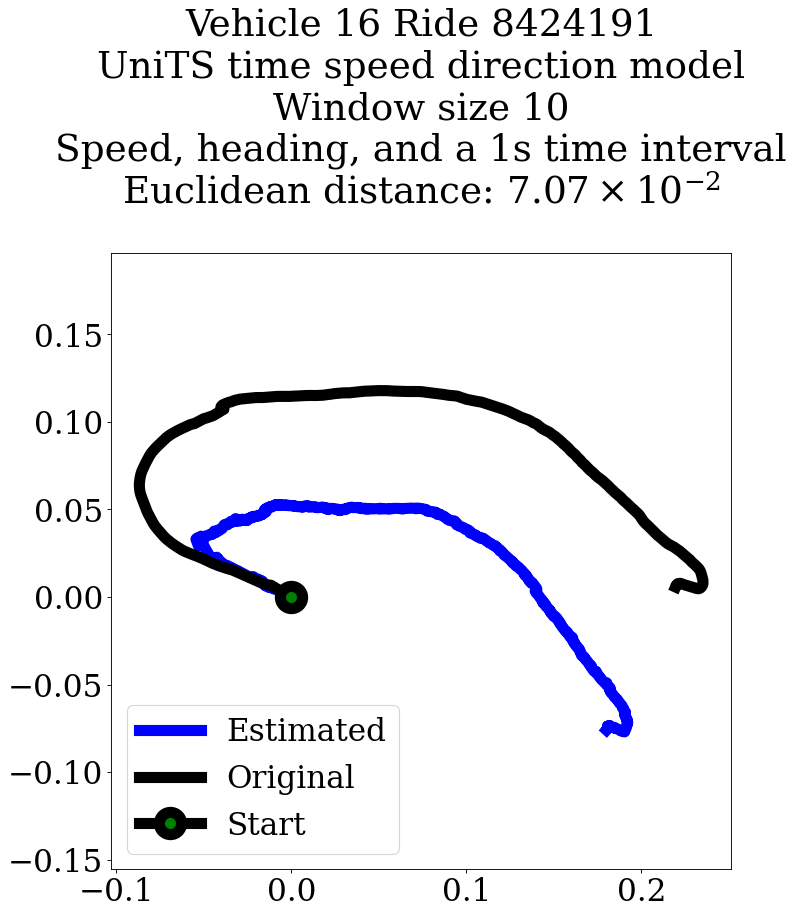 Vehicle 16 Ride 8424191
UniTS time speed direction model
Window size 10
Speed, heading, and a 1s time interval
Euclidean distance: 7.07 × 10⁻²
0.15
0.10
0.05
0.00
−0.05
−0.10
−0.15
Estimated
Original
Start
−0.1 0.0 0.1 0.2